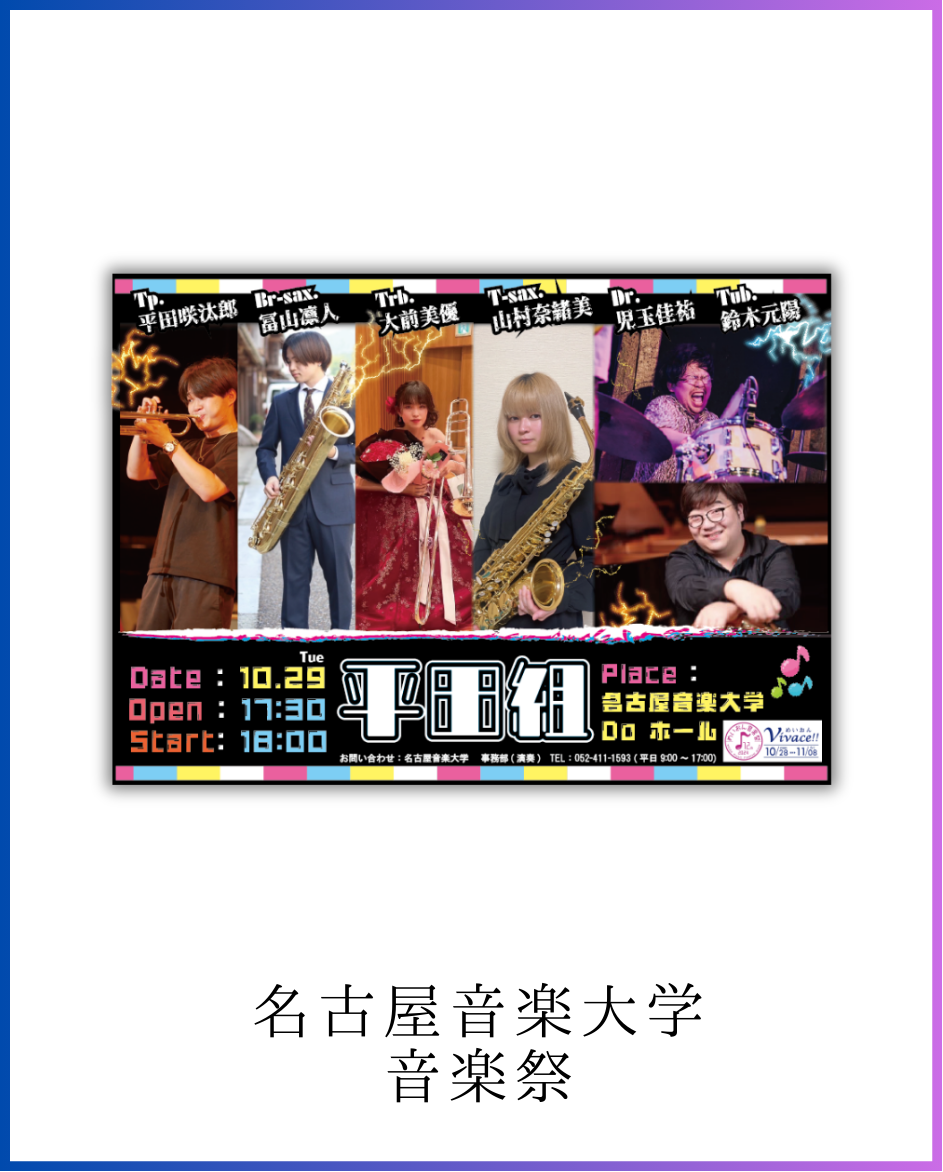 Tp.
平田咲汰郎
Br-sax.
冨山凛人
Trb.
大前美優
T-sax.
山村奈緒美
Dr.
児玉佳祐
Tub.
鈴木元陽
Date : 10.29 Tue
Open : 17:30
Start: 18:00
平田組
Place :
名古屋音楽大学
Do ホール
めいおん
Vivace!!
10/28 … 11/08
お問い合わせ：名古屋音楽大学　事務部 ( 演奏 )　TEL：052-411-1593 ( 平日 9:00 ～ 17:00)
名古屋音楽大学
音楽祭